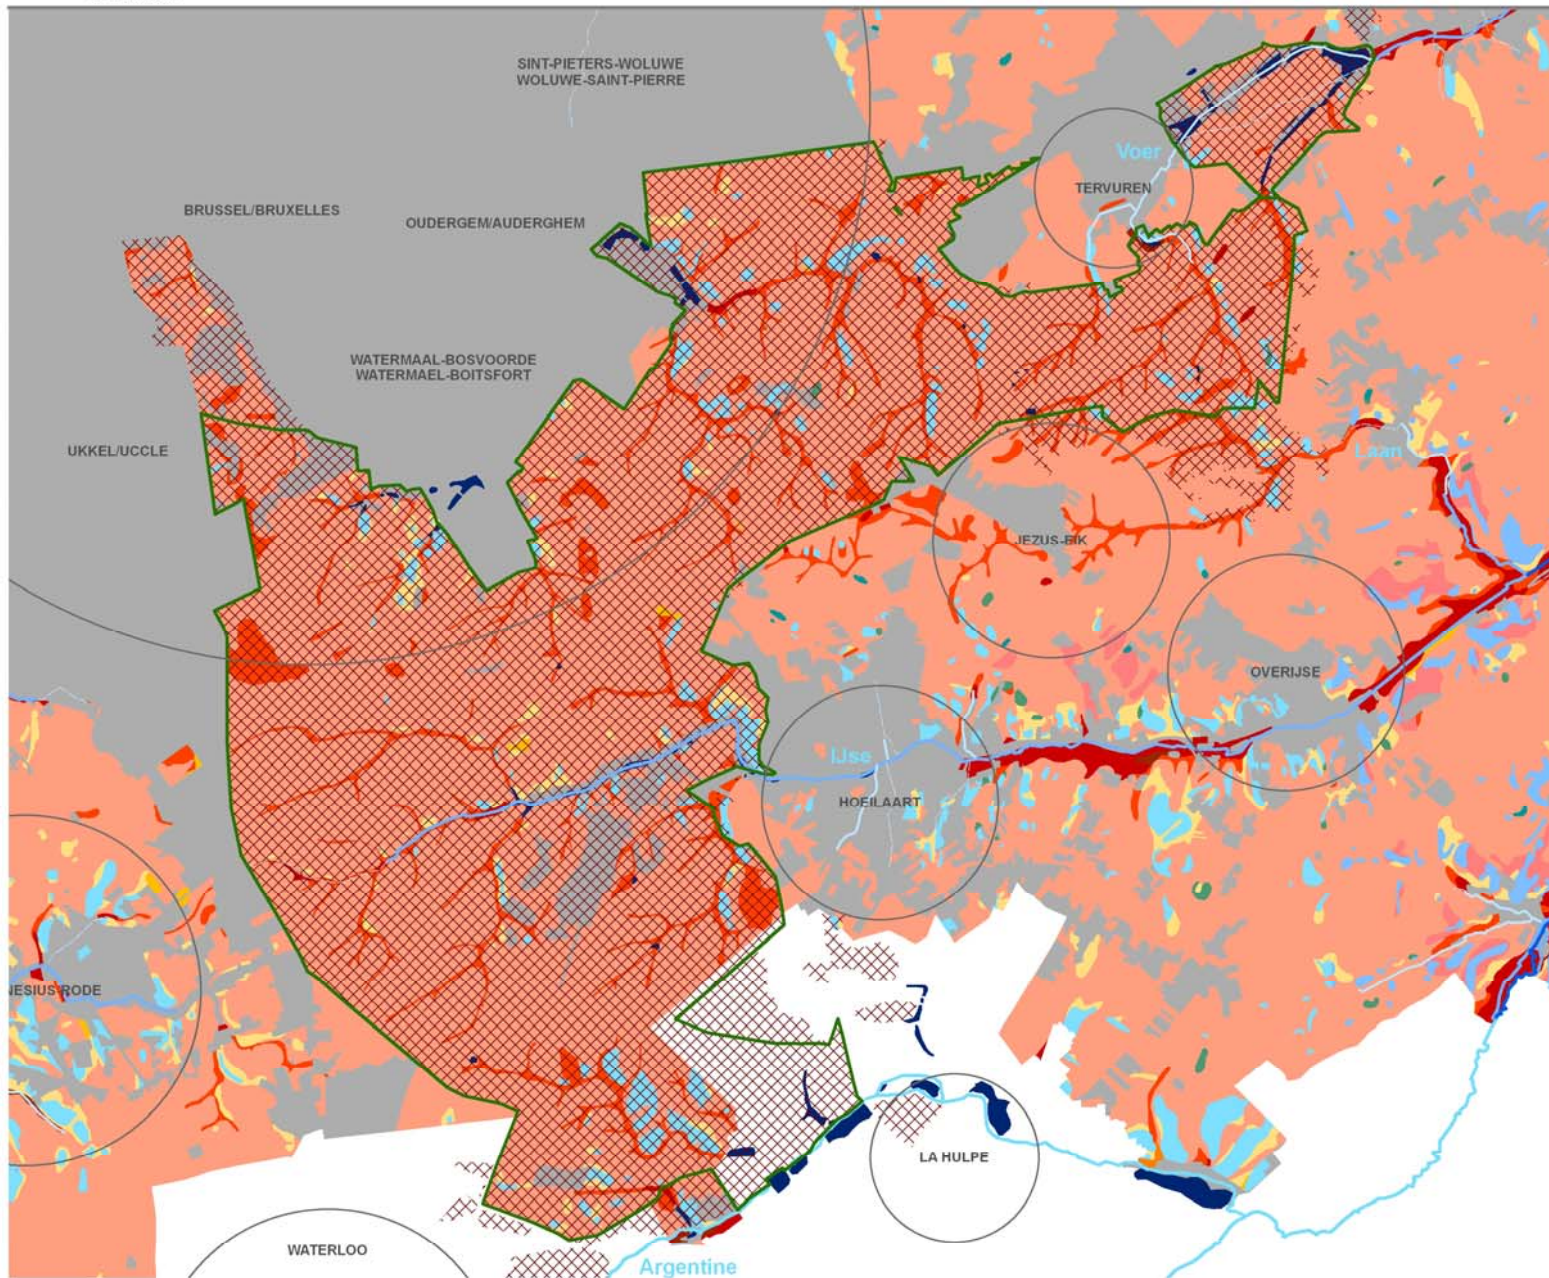 SINT-PIETERS-WOLUWE
WOLUWE-SAINT-PIERRE
Voer
TERVUREN
BRUSSEL/BRUXELLES
OUDERGEM/AUDERGHEM
WATERMAAL-BOSVOORDE
WATERMAEL-BOITSFORT
UKKEL/UCCLE
Laan
JEZUS-EIK
OVERIJSE
IJse
HOEILAART
NESIUS-RODE
LA HULPE
WATERLOO
Argentine